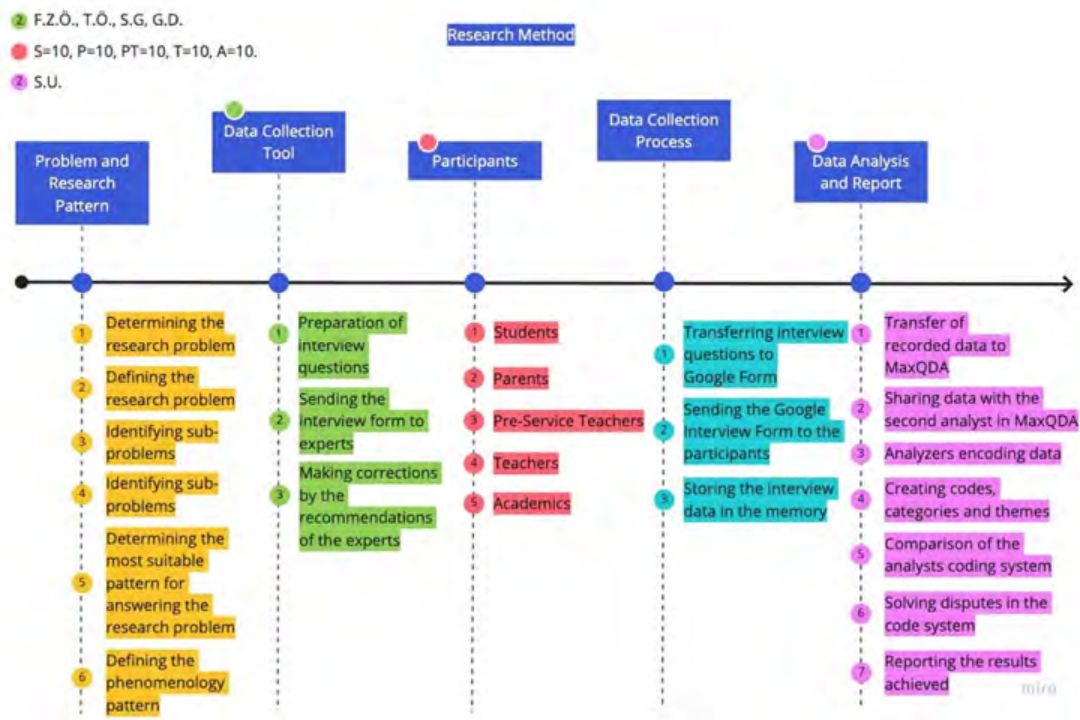 2 F.Z.Ö., T.Ö., S.G, G.D.
S=10, P=10, PT=10, T=10, A=10.
2 S.U.
Research Method
Problem and
Research
Pattern
Data Collection
Tool
Participants
Data Collection
Process
Data Analysis
and Report
1 Determining the
research problem
2 Defining the
research problem
3 Identifying sub-
problems
4 Identifying sub-
problems
5 Determining the
most suitable
pattern for
answering the
research problem
6 Defining the
phenomenology
pattern
1 Preparation of
interview
questions
2 Sending the
interview form to
experts
3 Making corrections
by the
recommendations
of the experts
1 Students
2 Parents
3 Pre-Service Teachers
4 Teachers
5 Academics
1 Transferring interview
questions to
Google Form
2 Sending the Google
Interview Form to the
participants
3 Storing the interview
data in the memory
1 Transfer of
recorded data to
MaxQDA
2 Sharing data with the
second analyst in MaxQDA
3 Analyzers encoding data
4 Creating codes,
categories and themes
5 Comparison of the
analysts coding system
6 Solving disputes in the
code system
7 Reporting the results
achieved
miro